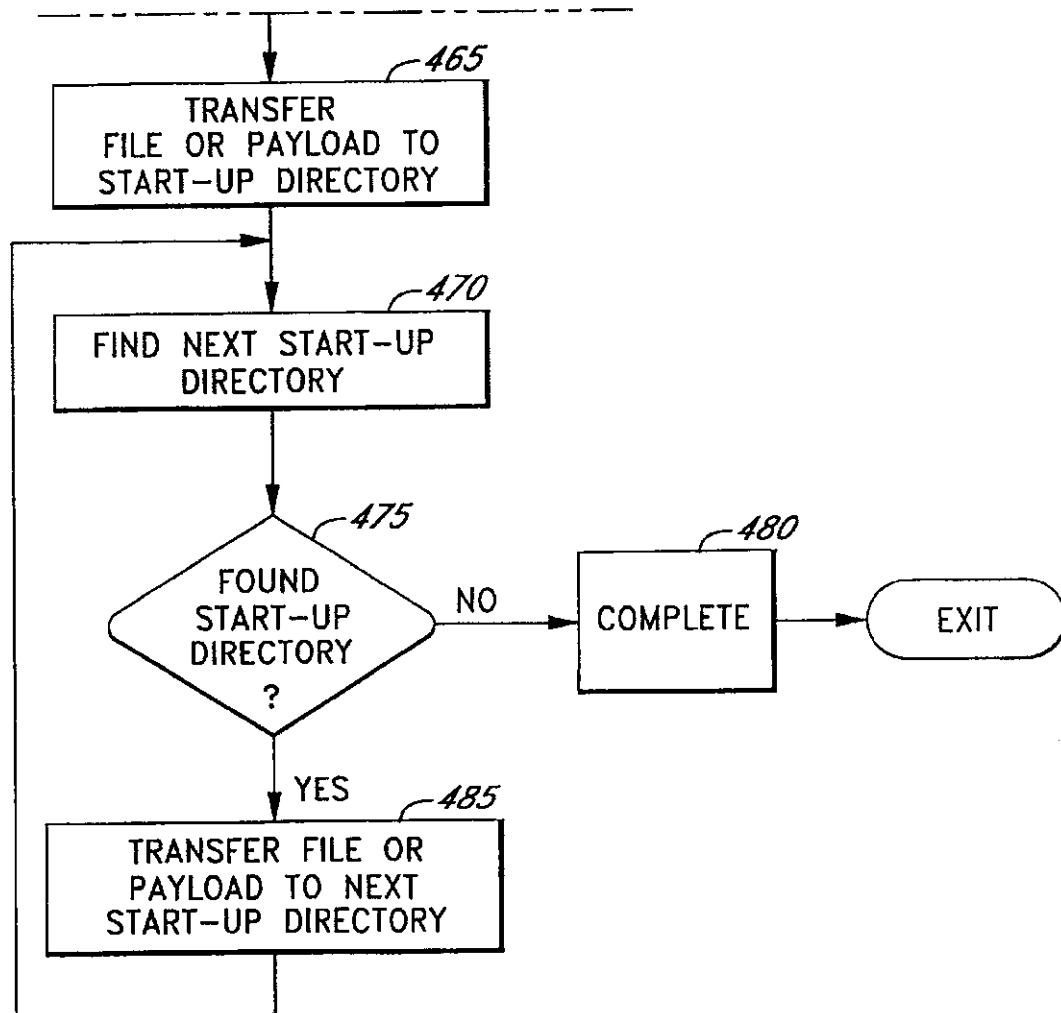 465
TRANSFER
FILE OR PAYLOAD TO
START-UP DIRECTORY
470
FIND NEXT START-UP
DIRECTORY
475
FOUND
START-UP
DIRECTORY
?
NO
480
COMPLETE
EXIT
YES
485
TRANSFER FILE OR
PAYLOAD TO NEXT
START-UP DIRECTORY